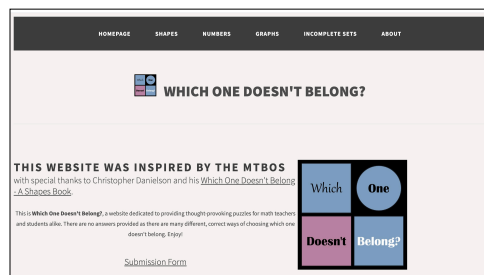 HOMEPAGE SHAPES NUMBERS GRAPHS INCOMPLETE SETS ABOUT
WHICH ONE DOESN'T BELONG?
THIS WEBSITE WAS INSPIRED BY THE MTBOS
with special thanks to Christopher Danielson and his Which One Doesn't Belong
- A Shapes Book.
This is Which One Doesn't Belong?, a website dedicated to providing thought-provoking puzzles for math teachers
and students alike. There are no answers provided as there are many different, correct ways of choosing which one
doesn't belong. Enjoy!
Submission Form
Which One
Doesn't Belong?